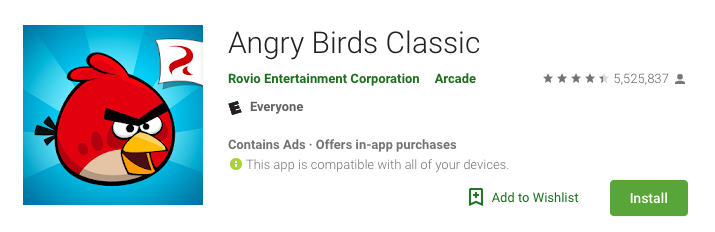 Angry Birds Classic
Rovio Entertainment Corporation Arcade 5,525,837
E Everyone
Contains Ads · Offers in-app purchases
This app is compatible with all of your devices.
Add to Wishlist Install